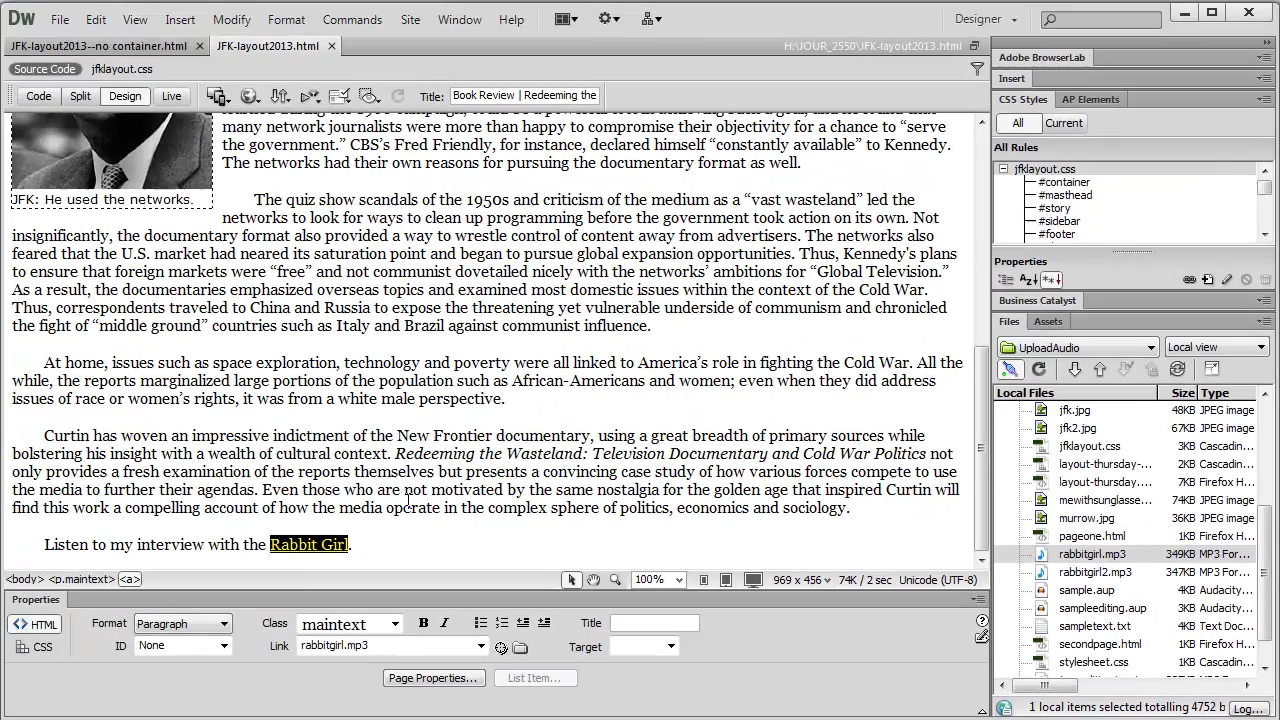 Dw File Edit View Insert Modify Format Commands Site Window Help Designer
JFK-layout2013--no container.html × JFK-layout2013.html × H:\JOUR_2550\JFK-layout2013.html
Source Code jfklayout.css
Code Split Design Live Title: Book Review | Redeeming the
many network journalists were more than happy to compromise their objectivity for a chance to “serve
the government.” CBS’s Fred Friendly, for instance, declared himself “constantly available” to Kennedy.
The networks had their own reasons for pursuing the documentary format as well.
JFK: He used the networks.
The quiz show standals of the 1950s and criticism of the medium as a “vast wasteland” led the
networks to look for ways to clean up programming before the government took action on its own. Not
insignificantly, the documentary format also provided a way to wrestle control of content away from advertisers. The networks also
feared that the U.S. market had neared its saturation point and began to pursue global expansion opportunities. Thus, Kennedy's plans
to ensure that foreign markets were “free” and not communist dovetailed nicely with the networks’ ambitions for “Global Television.”
As a result, the documentaries emphasized overseas topics and examined most domestic issues within the context of the Cold War.
Thus, correspondents traveled to China and Russia to expose the threatening yet vulnerable underside of communism and chronicled
the fight of “middle ground” countries such as Italy and Brazil against communist influence.
At home, issues such as space exploration, technology and poverty were all linked to America’s role in fighting the Cold War. All the
while, the reports marginalized large portions of the population such as African-Americans and women; even when they did address
issues of race or women’s rights, it was from a white male perspective.
Curtin has woven an impressive indictment of the New Frontier documentary, using a great breadth of primary sources while
bolstering his insight with a wealth of cultural context. Redeeming the Wasteland: Television Documentary and Cold War Politics not
only provides a fresh examination of the reports themselves but presents a convincing case study of how various forces compete to use
the media to further their agendas. Even those who are not motivated by the same nostalgia for the golden age that inspired Curtin will
find this work a compelling account of how the media operate in the complex sphere of politics, economics and sociology.
Listen to my interview with the Rabbit Girl.
<body> <p.maintext> <a> 100% 969 x 456 74K / 2 sec Unicode (UTF-8)
Properties
<> HTML Format Paragraph Class maintext B I Title
CSS ID None Link rabbitgirl.mp3 Target
Page Properties... List Item...
Adobe BrowserLab
Insert
CSS Styles AP Elements
All Current
All Rules
jfklayout.css
#container
#masthead
#story
#sidebar
#footer
Properties
Business Catalyst
Files Assets
UploadAudio Local view
Local Files Size Type
jfk.jpg 48KB JPEG image
jfk2.jpg 47KB JPEG image
jfklayout.css 3KB Cascadin...
layout-thursday-... 3KB Cascadin...
layout-thursday-... 7KB Firefox H...
mewithsunglasse... 3KB JPEG image
murrow.jpg 36KB JPEG image
pageone.html 1KB Firefox H...
rabbitgirl.mp3 349KB MP3 For...
rabbitgirl2.mp3 347KB MP3 For...
sample.aup 4KB Audacity...
sampleediting.aup 3KB Audacity...
sampletext.txt 4KB Text Doc...
secondpage.html 1KB Firefox H...
stylesheet.css 1KB Cascadin...
1 local items selected totalling 4752 b Log...